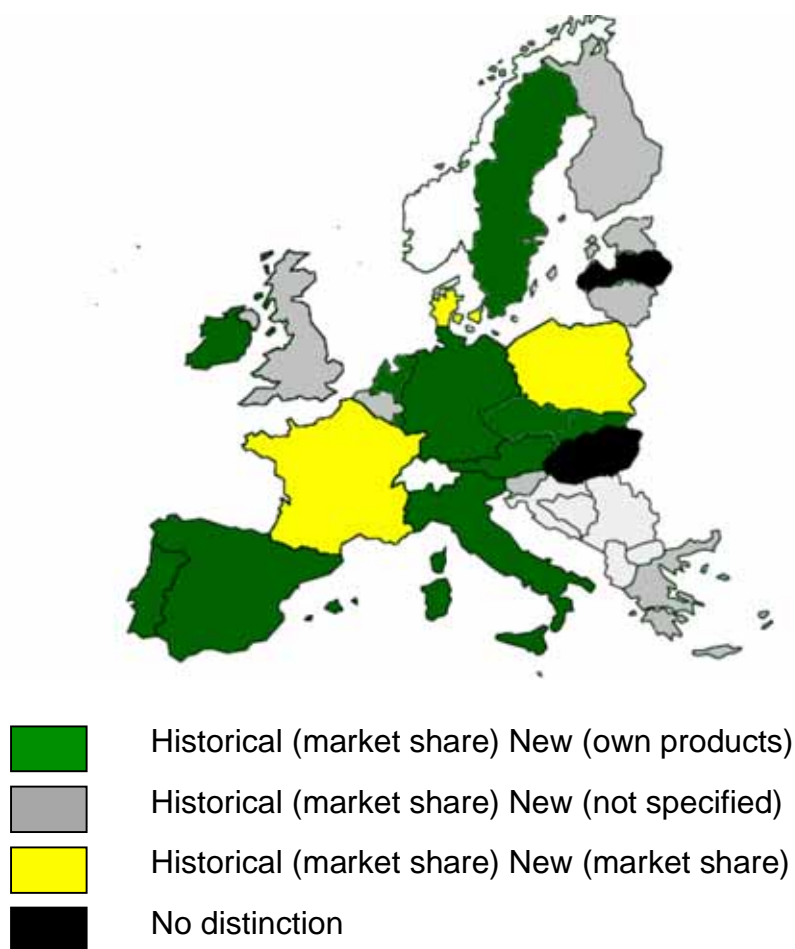 Historical (market share) New (own products)
Historical (market share) New (not specified)
Historical (market share) New (market share)
No distinction